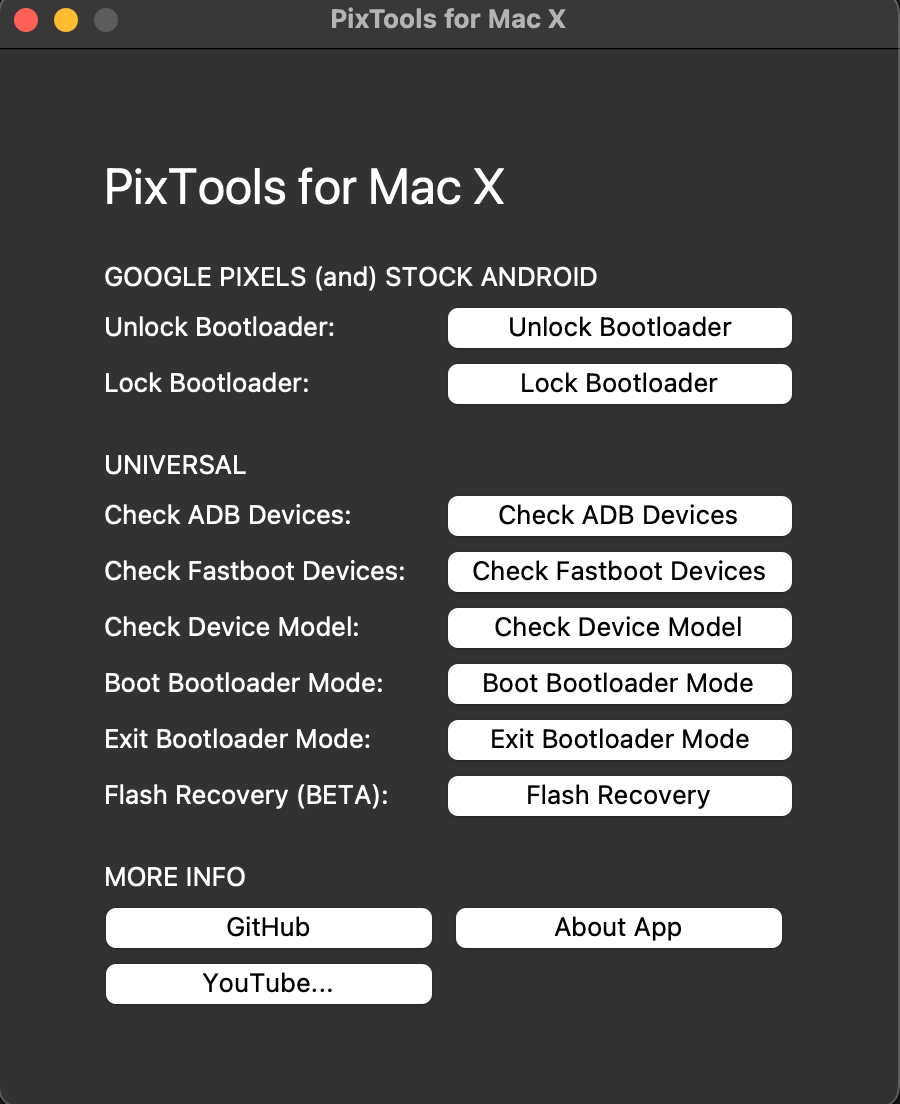 PixTools for Mac X
PixTools for Mac X
GOOGLE PIXELS (and) STOCK ANDROID
Unlock Bootloader: Unlock Bootloader
Lock Bootloader: Lock Bootloader
UNIVERSAL
Check ADB Devices: Check ADB Devices
Check Fastboot Devices: Check Fastboot Devices
Check Device Model: Check Device Model
Boot Bootloader Mode: Boot Bootloader Mode
Exit Bootloader Mode: Exit Bootloader Mode
Flash Recovery (BETA): Flash Recovery
MORE INFO
GitHub About App
YouTube...